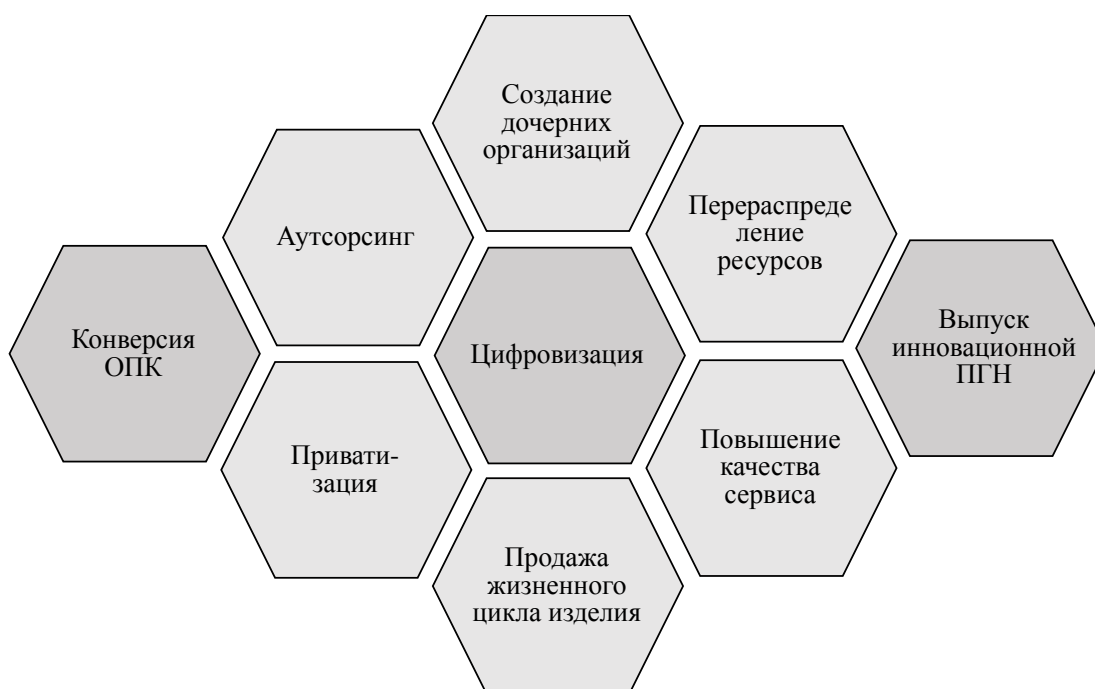 Создание
дочерних
организаций
Перераспреде
ление
ресурсов
Аутсорсинг
Выпуск
инновационной
ПГН
Конверсия
ОПК
Цифровизация
Повышение
качества
сервиса
Привати-
зация
Продажа
жизненного
цикла изделия